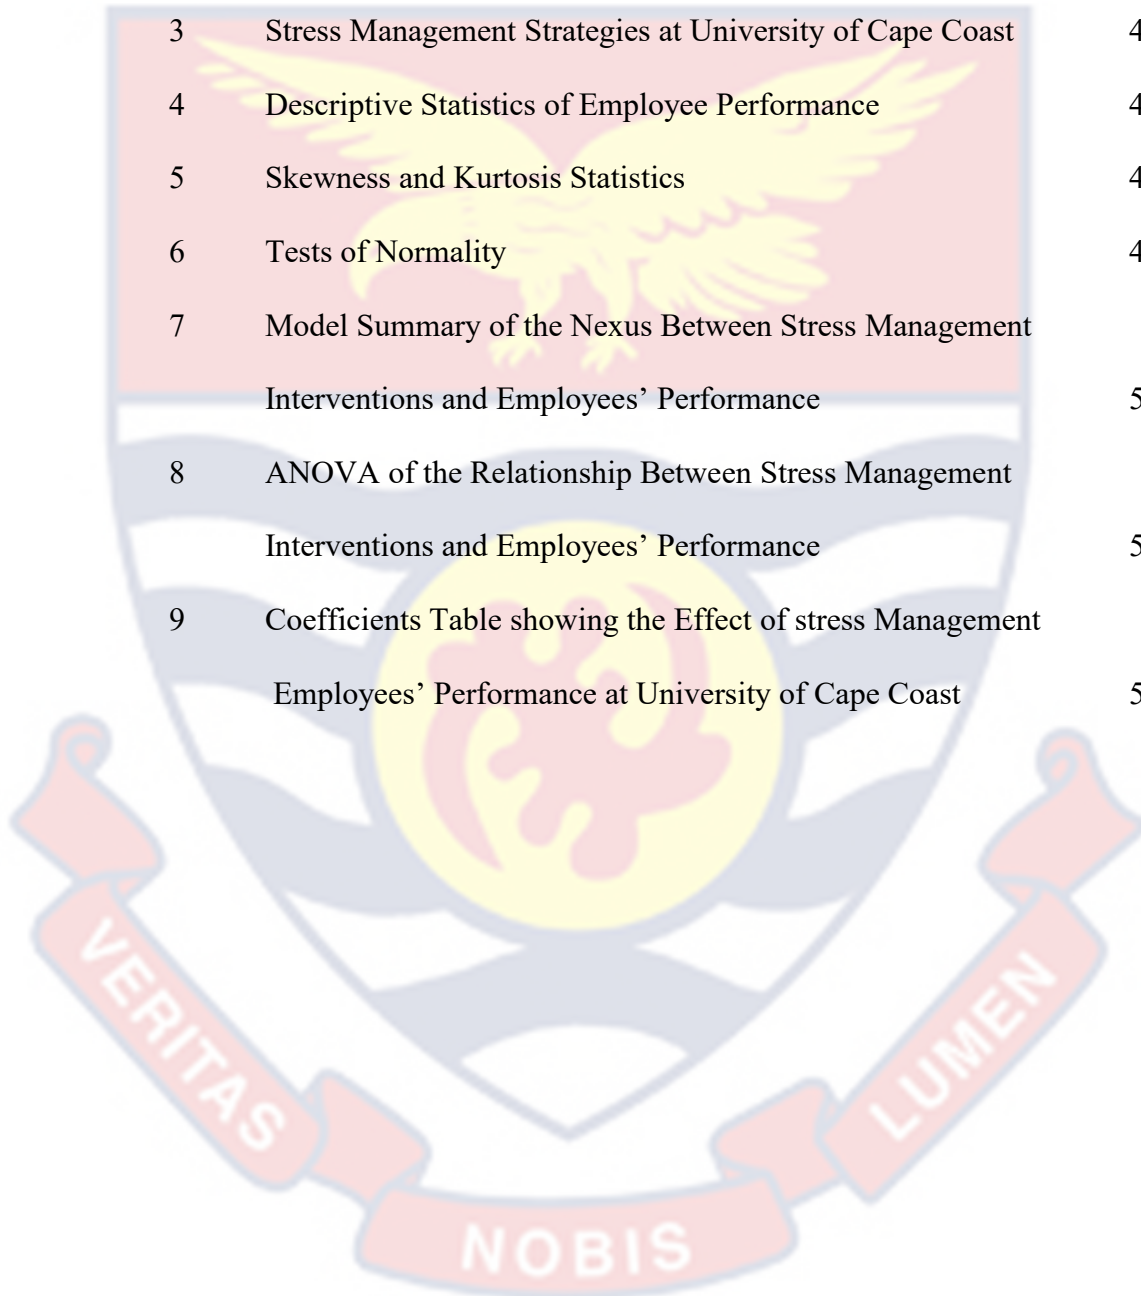 3 Stress Management Strategies at University of Cape Coast 4
4 Descriptive Statistics of Employee Performance 4
5 Skewness and Kurtosis Statistics 4
6 Tests of Normality 4
7 Model Summary of the Nexus Between Stress Management
Interventions and Employees’ Performance 5
8 ANOVA of the Relationship Between Stress Management
Interventions and Employees’ Performance 5
9 Coefficients Table showing the Effect of stress Management
Employees’ Performance at University of Cape Coast 5
VERITAS
NOBIS
LUMEN